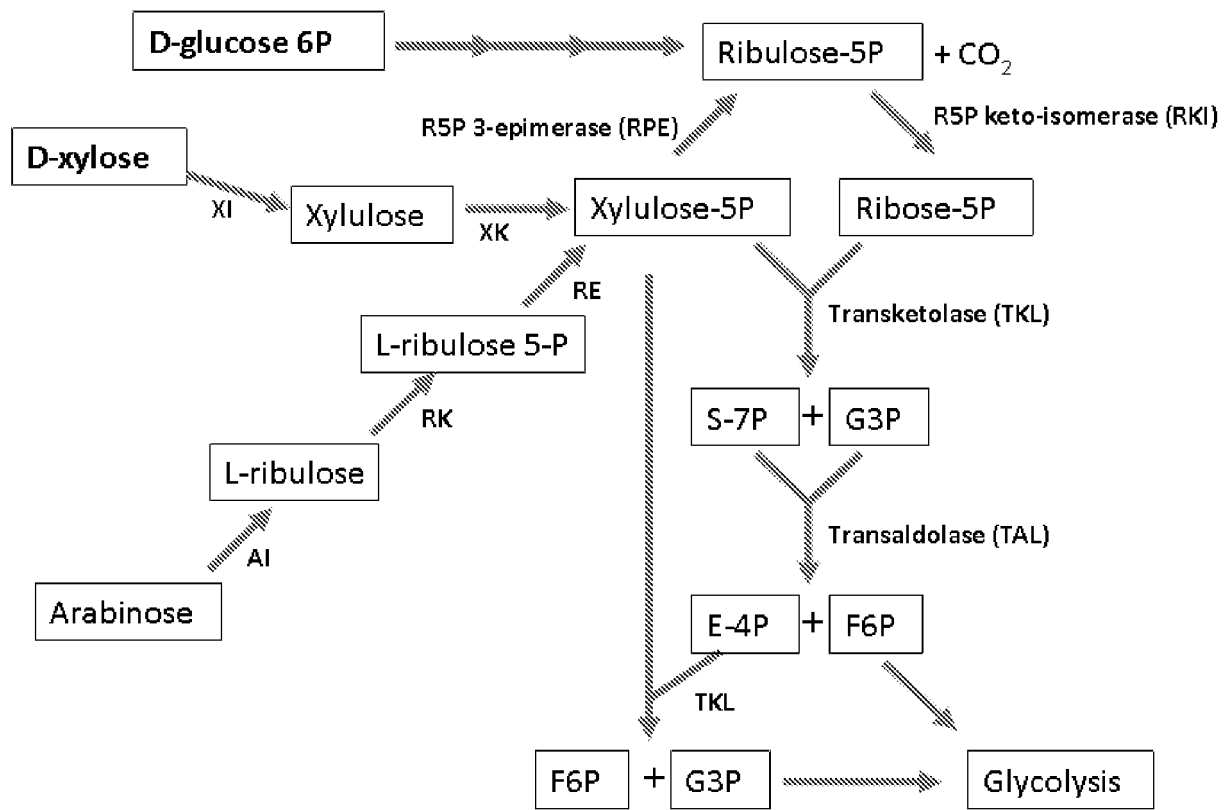 D-glucose 6P
Ribulose-5P + CO₂
R5P 3-epimerase (RPE)
R5P keto-isomerase (RKI)
D-xylose
XI
Xylulose
XK
Xylulose-5P
Ribose-5P
RE
Transketolase (TKL)
L-ribulose 5-P
RK
S-7P + G3P
L-ribulose
Transaldolase (TAL)
AI
Arabinose
E-4P + F6P
TKL
F6P + G3P
Glycolysis